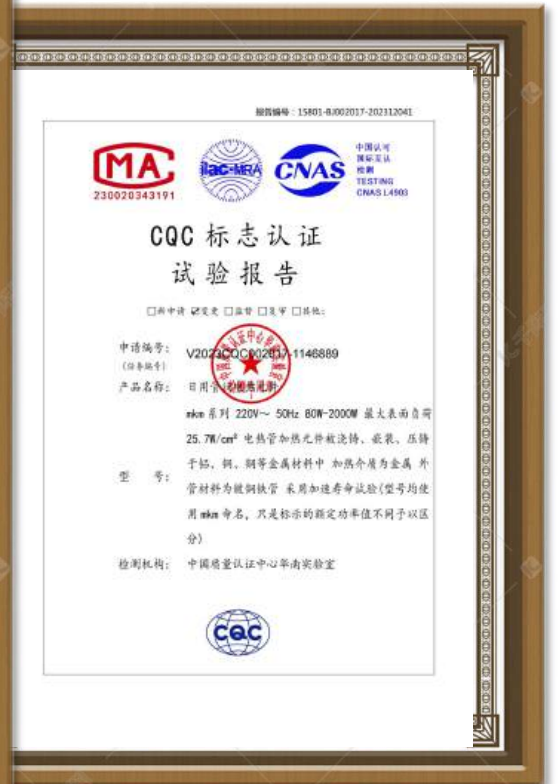 报告编号：15801-BJ002017-202312041
MA
230020343191
ilac-MRA
CNAS
中国认可
国际互认
检测
TESTING
CNAS L4903
CQC 标志认证
试验报告
□新申请 ☑变更 □监督 □复审 □其他:
申请编号:
(任务编号)
V2023CQC002017-1146889
产品名称: 日用管状
mkm 系列 220V～ 50Hz 80W-2000W 最大表面负荷
25.7W/cm² 电热管加热元件被浇铸、嵌装、压铸
于铝、铜、钢等金属材料中 加热介质为金属 外
型 号: 管材料为镀铜铁管 采用加速寿命试验(型号均使
用 mkm 命名, 只是标示的额定功率值不同予以区
分)
检测机构: 中国质量认证中心华南实验室
CQC